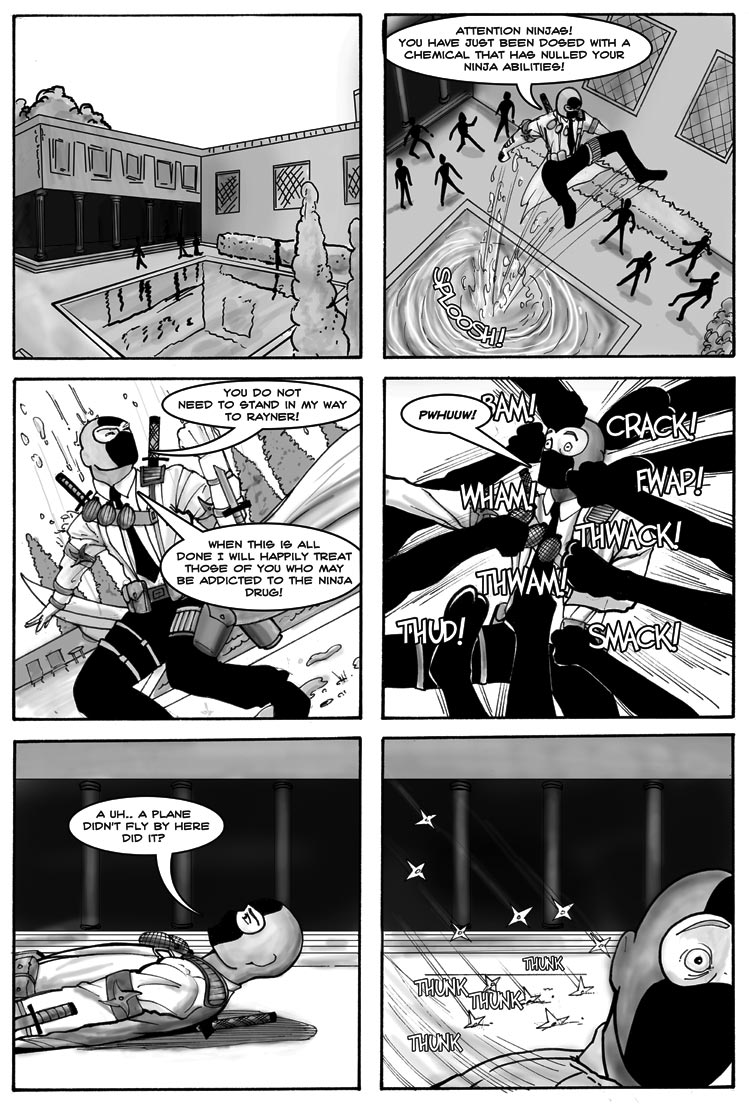 ATTENTION NINJAS!
YOU HAVE JUST BEEN DOSED WITH A
CHEMICAL THAT HAS NULLED YOUR
NINJA ABILITIES!
SPLOOSH!
YOU DO NOT
NEED TO STAND IN MY WAY
TO RAYNER!
WHEN THIS IS ALL
DONE I WILL HAPPILY TREAT
THOSE OF YOU WHO MAY
BE ADDICTED TO THE NINJA
DRUG!
PWHUUW!
BAM!
CRACK!
WHAM!
FWAP!
THWACK!
THWAM!
THUD!
SMACK!
A UH.. A PLANE
DIDN'T FLY BY HERE
DID IT?
THUNK
THUNK
THUNK
THUNK